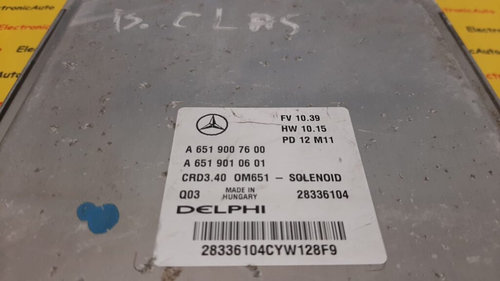 B. CLAS
FV 10.39
HW 10.15
PD 12 M11
A 651 900 76 00
A 651 901 06 01
CRD3.40 OM651 - SOLENOID
Q03 MADE IN HUNGARY 28336104
DELPHI
28336104CYW128F9
ElectronicAuto